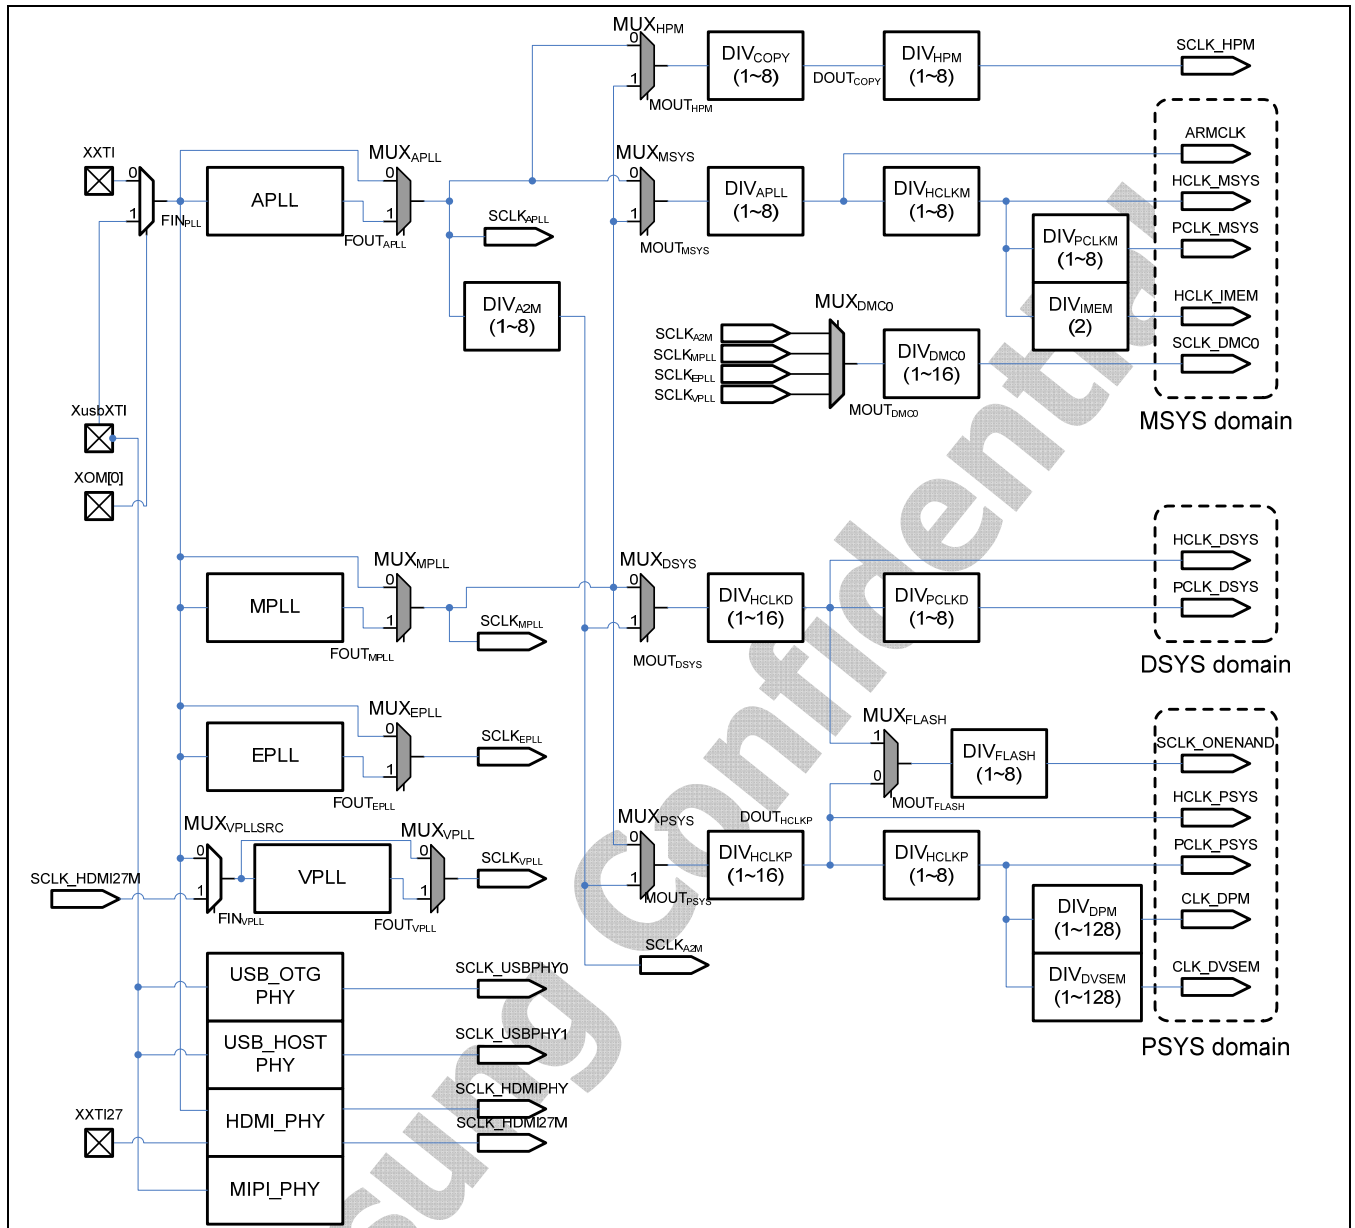 MUXHPM
0
1
MOUTHPM
DIVCOPY
(1~8)
DOUTCOPY
DIVHPM
(1~8)
SCLK_HPM
XXTI
0
1
FINPLL
APLL
MUXAPLL
0
1
FOUTAPLL
SCLKAPLL
DIVA2M
(1~8)
MUXMSYS
0
1
MOUTMSYS
DIVAPLL
(1~8)
DIVHCLKM
(1~8)
DIVPCLKM
(1~8)
DIVIMEM
(2)
ARMCLK
HCLK_MSYS
PCLK_MSYS
HCLK_IMEM
SCLK_DMC0
MSYS domain
MUXDMC0
SCLKA2M
SCLKMPLL
SCLKEPLL
SCLKVPLL
MOUTDMC0
DIVDMC0
(1~16)
XusbXTI
XOM[0]
MPLL
MUXMPLL
0
1
FOUTMPLL
SCLKMPLL
MUXDSYS
0
1
MOUTDSYS
DIVHCLKD
(1~16)
DIVPCLKD
(1~8)
HCLK_DSYS
PCLK_DSYS
DSYS domain
EPLL
MUXEPLL
0
1
FOUTEPLL
SCLKEPLL
MUXFLASH
1
0
MOUTFLASH
DIVFLASH
(1~8)
SCLK_ONENAND
HCLK_PSYS
PCLK_PSYS
CLK_DPM
CLK_DVSEM
PSYS domain
MUXVPLLSRC
0
1
SCLK_HDMI27M
FINVPLL
VPLL
MUXVPLL
0
1
FOUTVPLL
SCLKVPLL
MUXPSYS
0
1
MOUTPSYS
DOUTHCLKP
DIVHCLKP
(1~16)
DIVHCLKP
(1~8)
DIVDPM
(1~128)
DIVDVSEM
(1~128)
SCLKA2M
USB_OTG
PHY
SCLK_USBPHY0
USB_HOST
PHY
SCLK_USBPHY1
HDMI_PHY
SCLK_HDMIPHY
SCLK_HDMI27M
XXTI27
MIPI_PHY
sung Confidential